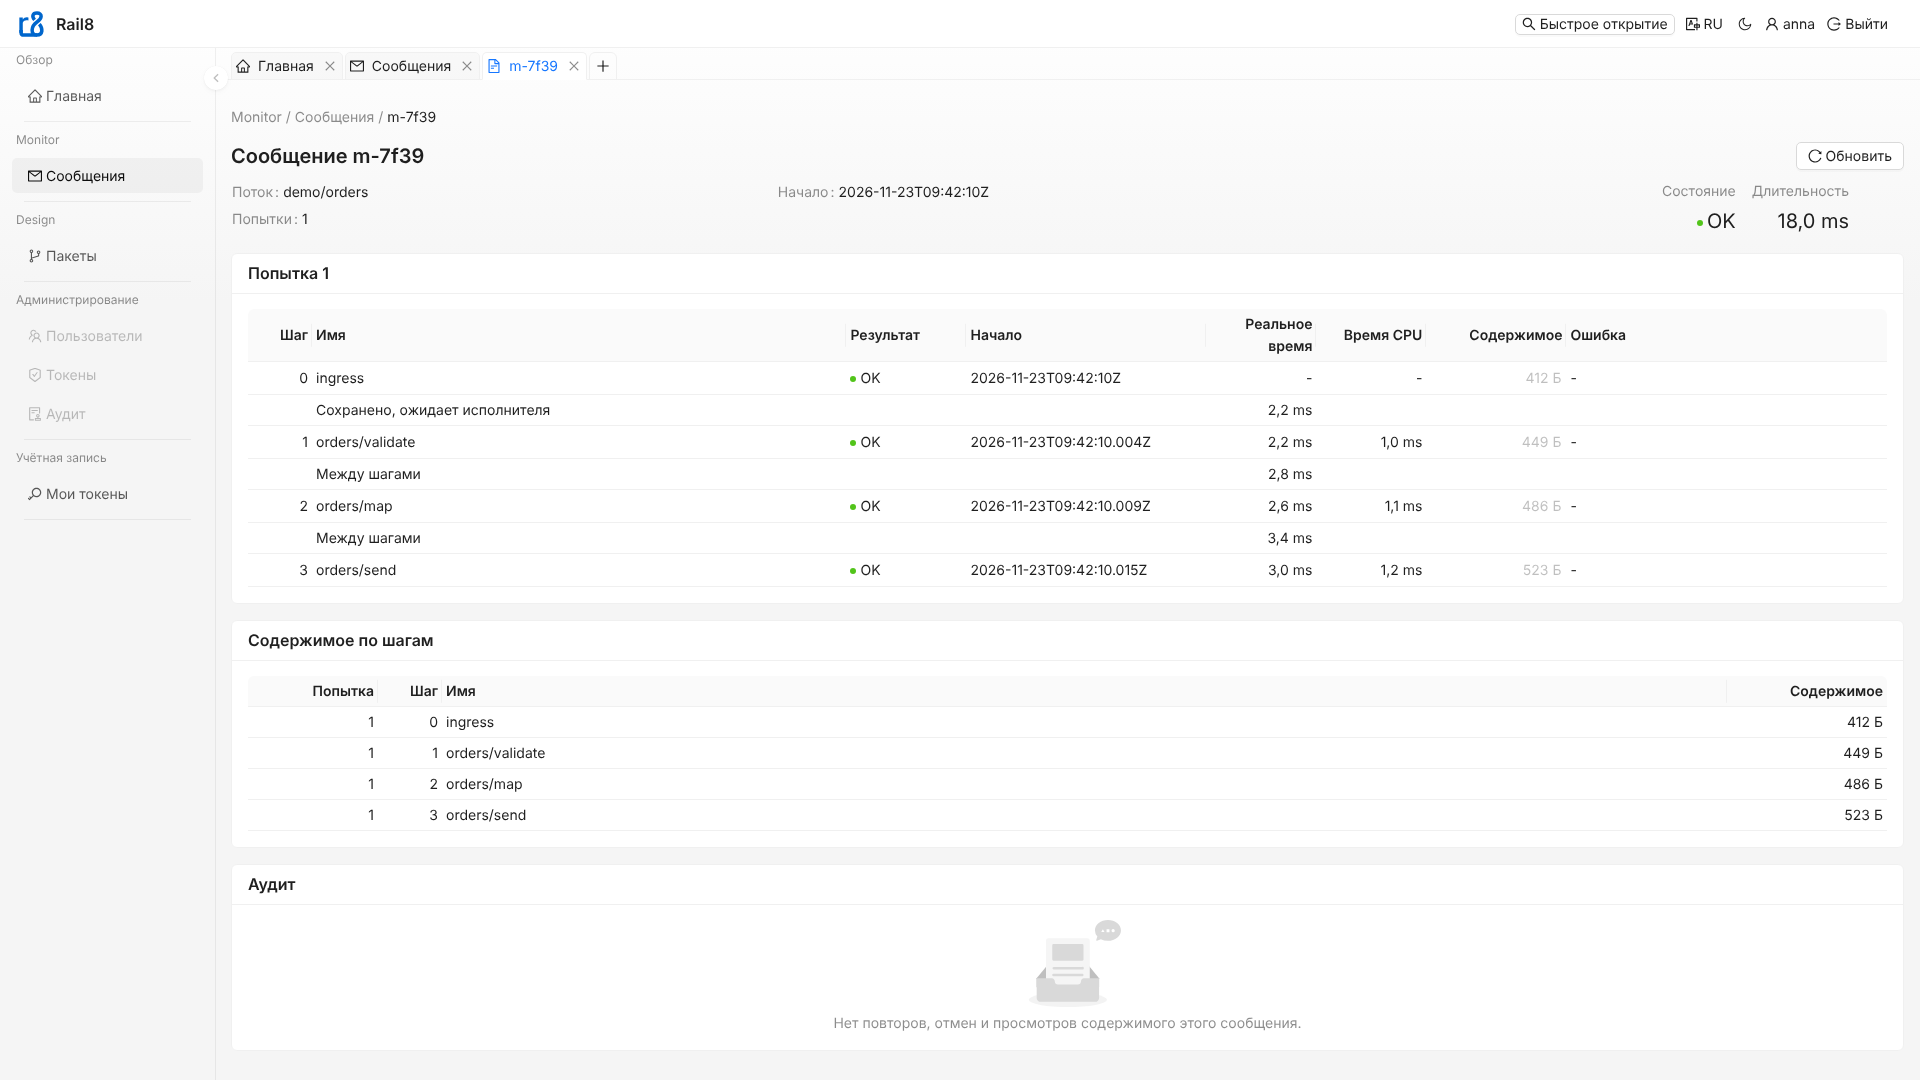 Rail8
Быстрое открытие RU anna Выйти
Обзор
Главная
Monitor
Сообщения
Design
Пакеты
Администрирование
Пользователи
Токены
Аудит
Учётная запись
Мои токены
Главная Сообщения m-7f39
Monitor / Сообщения / m-7f39
Сообщение m-7f39
Обновить
Поток: demo/orders
Начало: 2026-11-23T09:42:10Z
Попытки: 1
Состояние Длительность
OK 18,0 ms
Попытка 1
Шаг Имя Результат Начало Реальное время Время CPU Содержимое Ошибка
0 ingress OK 2026-11-23T09:42:10Z - - 412 Б -
Сохранено, ожидает исполнителя 2,2 ms
1 orders/validate OK 2026-11-23T09:42:10.004Z 2,2 ms 1,0 ms 449 Б -
Между шагами 2,8 ms
2 orders/map OK 2026-11-23T09:42:10.009Z 2,6 ms 1,1 ms 486 Б -
Между шагами 3,4 ms
3 orders/send OK 2026-11-23T09:42:10.015Z 3,0 ms 1,2 ms 523 Б -
Содержимое по шагам
Попытка Шаг Имя Содержимое
1 0 ingress 412 Б
1 1 orders/validate 449 Б
1 2 orders/map 486 Б
1 3 orders/send 523 Б
Аудит
Нет повторов, отмен и просмотров содержимого этого сообщения.